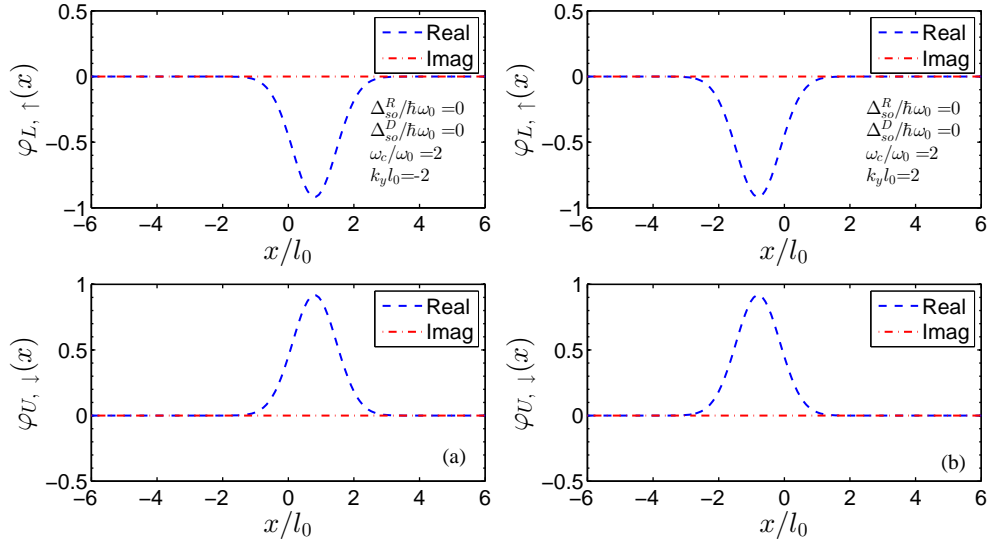 0.5
0
−0.5
−1
φL, ↑(x)
Real
Imag
Δ^R_so/ħω0 =0
Δ^D_so/ħω0 =0
ωc/ω0 =2
kyl0=-2
−6 −4 −2 0 2 4 6
x/l0
0.5
0
−0.5
−1
φL, ↑(x)
Real
Imag
Δ^R_so/ħω0 =0
Δ^D_so/ħω0 =0
ωc/ω0 =2
kyl0=2
−6 −4 −2 0 2 4 6
x/l0
1
0.5
0
−0.5
φU, ↓(x)
Real
Imag
(a)
−6 −4 −2 0 2 4 6
x/l0
1
0.5
0
−0.5
φU, ↓(x)
Real
Imag
(b)
−6 −4 −2 0 2 4 6
x/l0